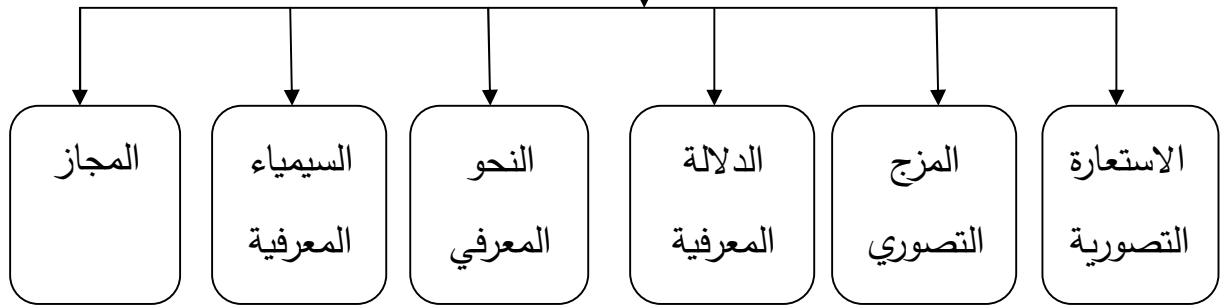 الاستعارة
التصورية
المزج
التصوري
الدلالة
المعرفية
النحو
المعرفي
السيمياء
المعرفية
المجاز